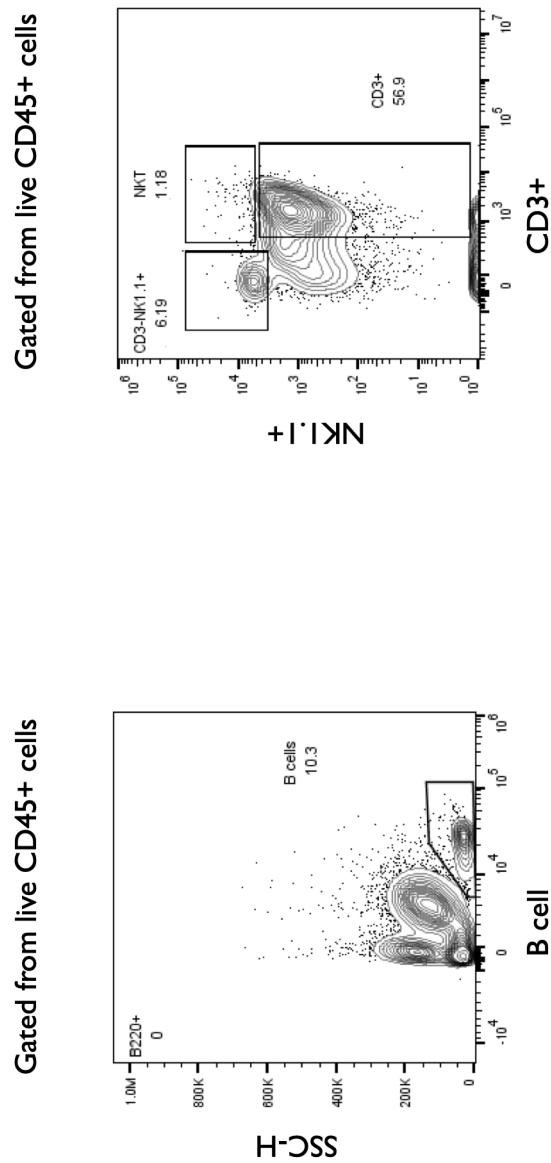 Gated from live CD45+ cells
B220+
0
B cells
10.3
1.0M
800K
600K
400K
200K
0
SSC-H
-10^4
0
10^4
10^5
10^6
B cell
Gated from live CD45+ cells
CD3-NK1.1+
6.19
NKT
1.18
CD3+
56.9
10^6
10^5
10^4
10^3
10^2
10^1
10^0
NK1.1+
0
10^3
10^5
10^7
CD3+